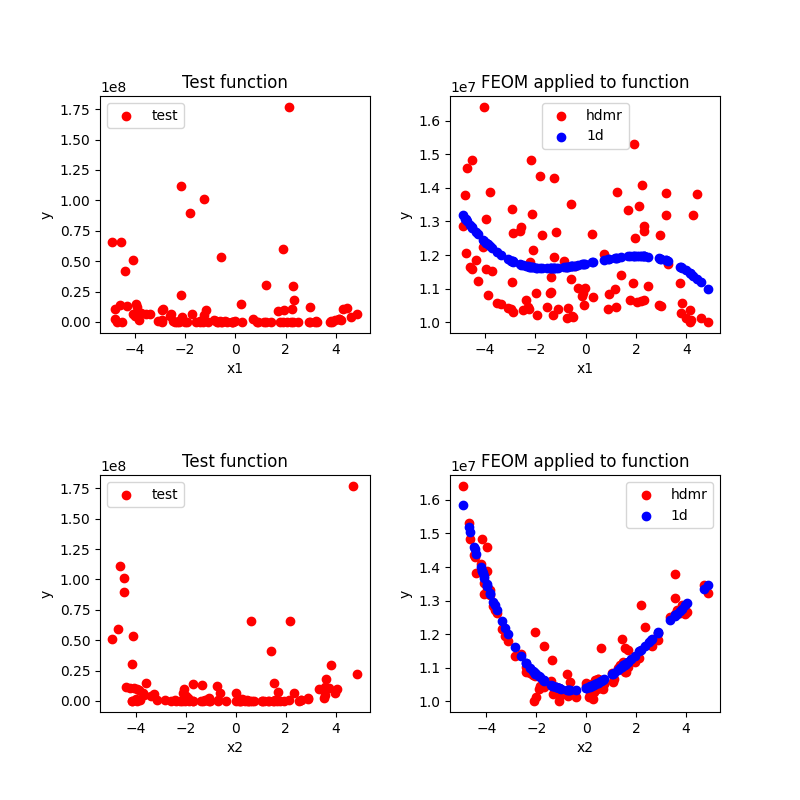 Test function
1e8
test
1.75
1.50
1.25
1.00
0.75
0.50
0.25
0.00
y
−4 −2 0 2 4
x1
FEOM applied to function
1e7
hdmr
1d
1.6
1.5
1.4
1.3
1.2
1.1
1.0
y
−4 −2 0 2 4
x1
Test function
1e8
test
1.75
1.50
1.25
1.00
0.75
0.50
0.25
0.00
y
−4 −2 0 2 4
x2
FEOM applied to function
1e7
hdmr
1d
1.6
1.5
1.4
1.3
1.2
1.1
1.0
y
−4 −2 0 2 4
x2